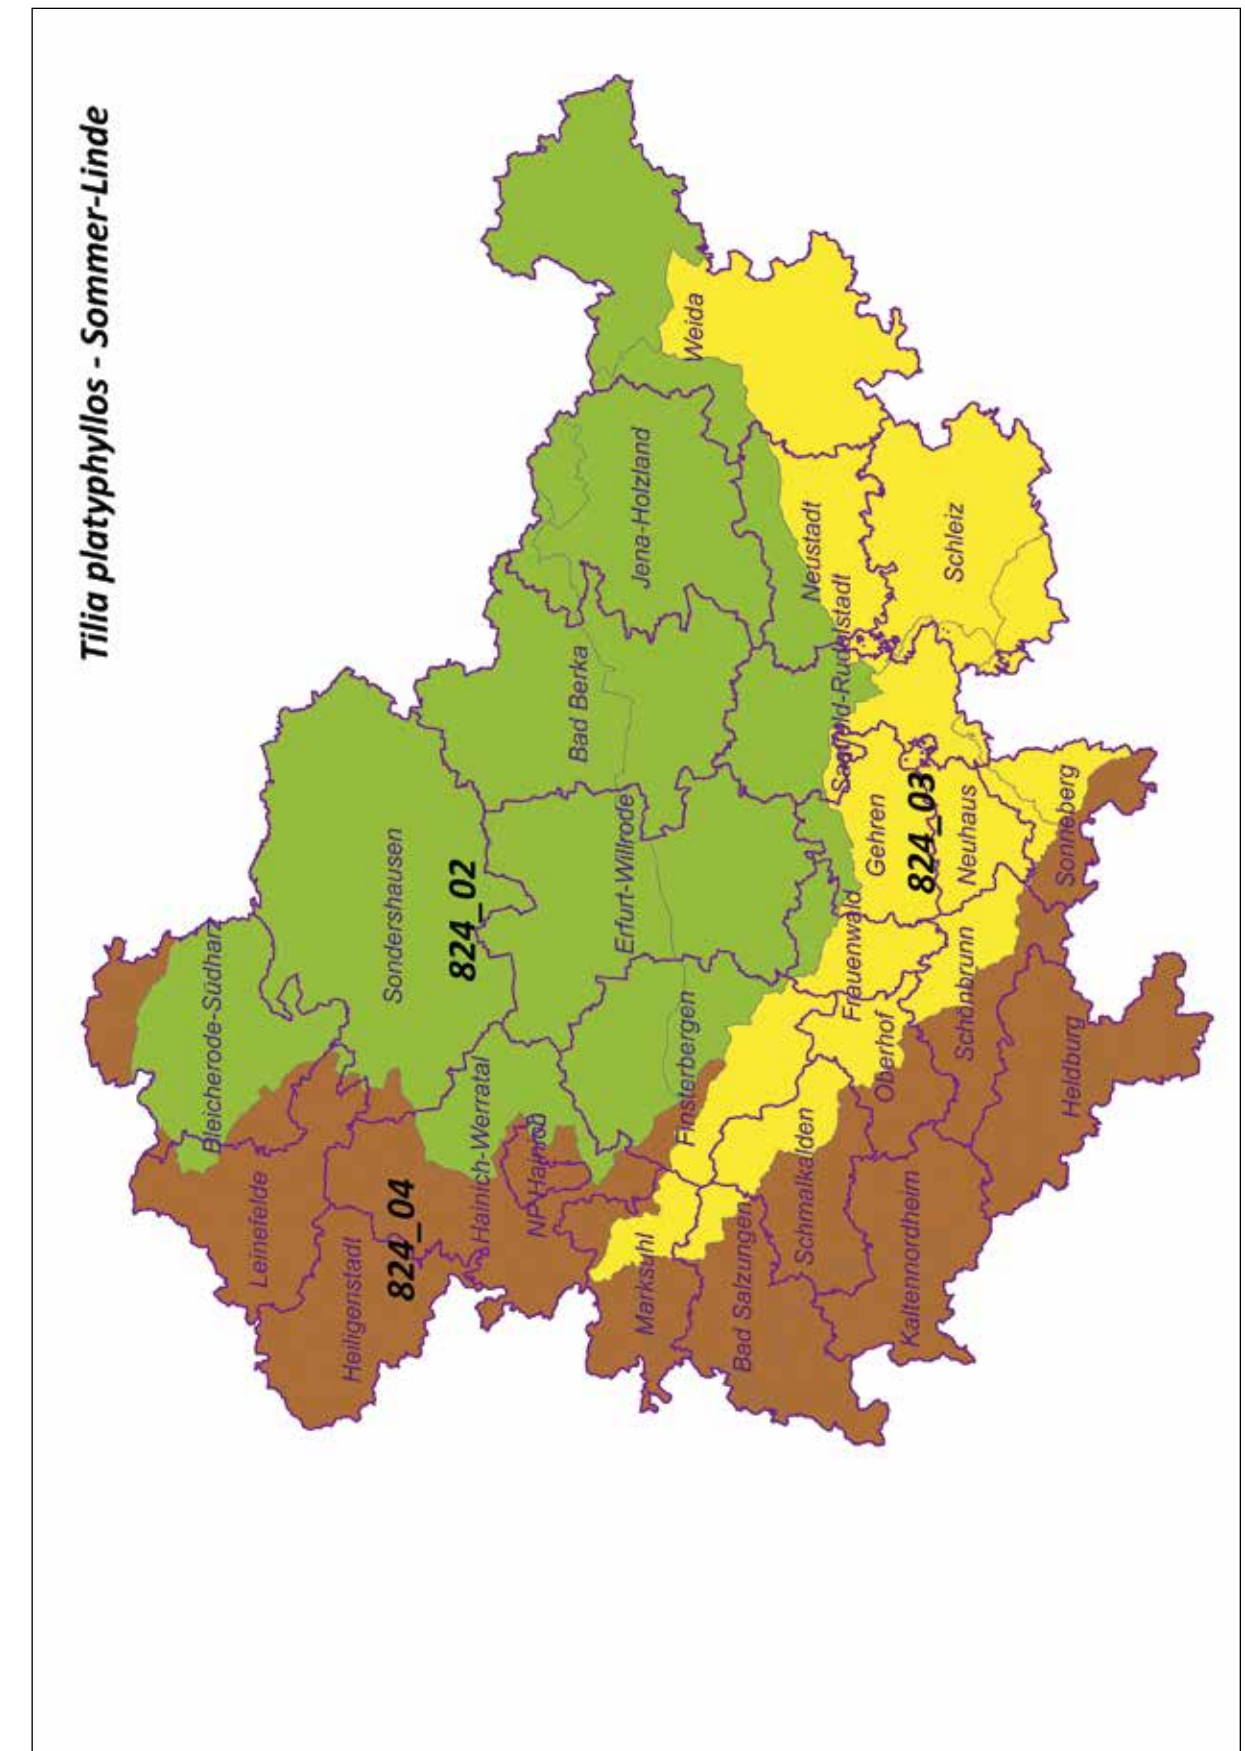 Tilia platyphyllos - Sommer-Linde
Bleicherode-Südharz
Leinefelde
Heiligenstadt
Sondershausen
824_04
824_02
Hainich-Werratal
NP Hainich
Bad Berka
Erfurt-Willrode
Jena-Holzland
Marksuhl
Finsterbergen
Weida
Bad Salzungen
Schmalkalden
Neustadt
Saalfeld-Rudolstadt
Frauenwald
Gehren
Oberhof
Kaltennordheim
824_03
Schleiz
Schönbrunn
Neuhaus
Sonneberg
Heldburg